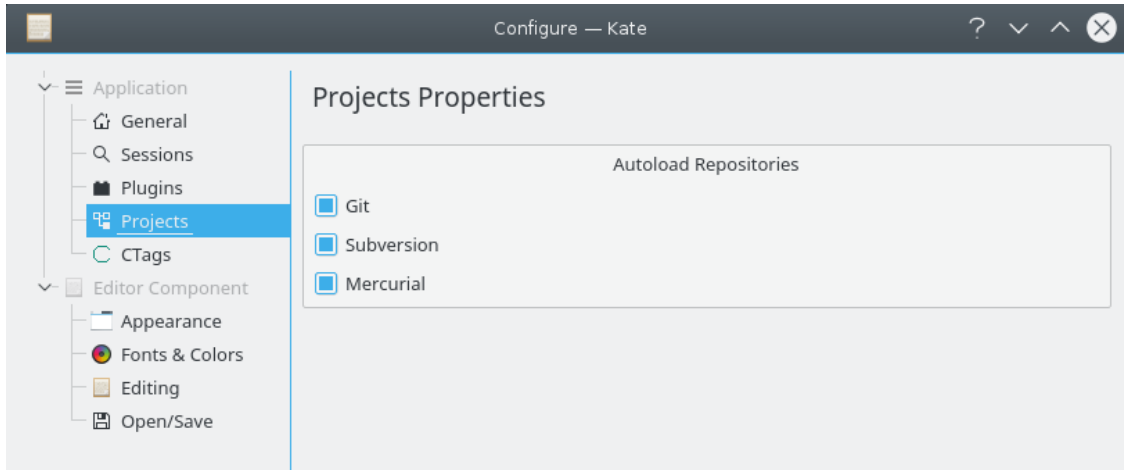 Configure — Kate
Application
General
Sessions
Plugins
Projects
CTags
Editor Component
Appearance
Fonts & Colors
Editing
Open/Save
Projects Properties
Autoload Repositories
Git
Subversion
Mercurial